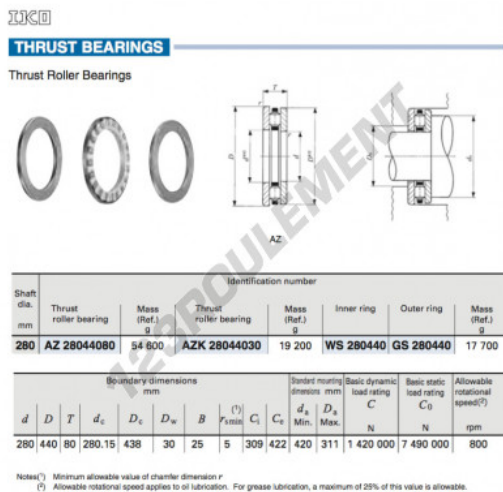 IKO
THRUST BEARINGS
Thrust Roller Bearings
T
r
r
D
d
AZ
123ROULEMENT
Identification number
Shaft dia. mm Thrust roller bearing Mass (Ref.) g Thrust roller bearing Mass (Ref.) g Inner ring Outer ring Mass (Ref.) g
280 AZ 28044080 54 600 AZK 28044030 19 200 WS 280440 GS 280440 17 700
Boundary dimensions mm Standard mounting dimensions mm Basic dynamic load rating C N Basic static load rating C0 N Allowable rotational speed(2) rpm
d D T dc Dc Dw B rsmin(1) Ci Ce da Min. Da Max.
280 440 80 280.15 438 30 25 5 309 422 420 311 1 420 000 7 490 000 800
Notes(1) Minimum allowable value of chamfer dimension r
(2) Allowable rotational speed applies to oil lubrication. For grease lubrication, a maximum of 25% of this value is allowable.